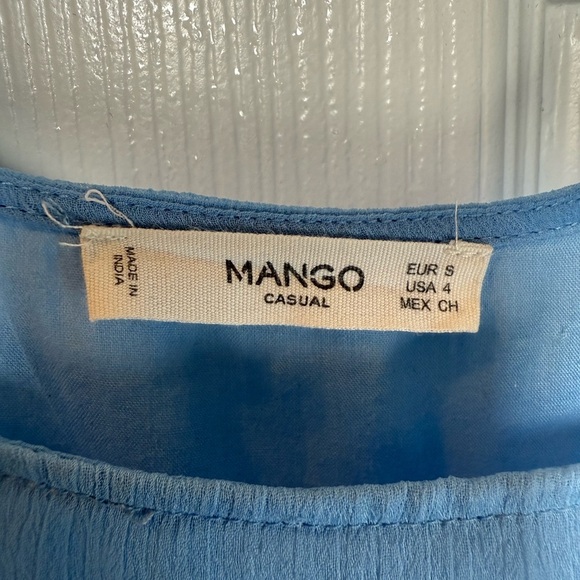 MADE IN
INDIA
MANGO
CASUAL
EUR S
USA 4
MEX CH